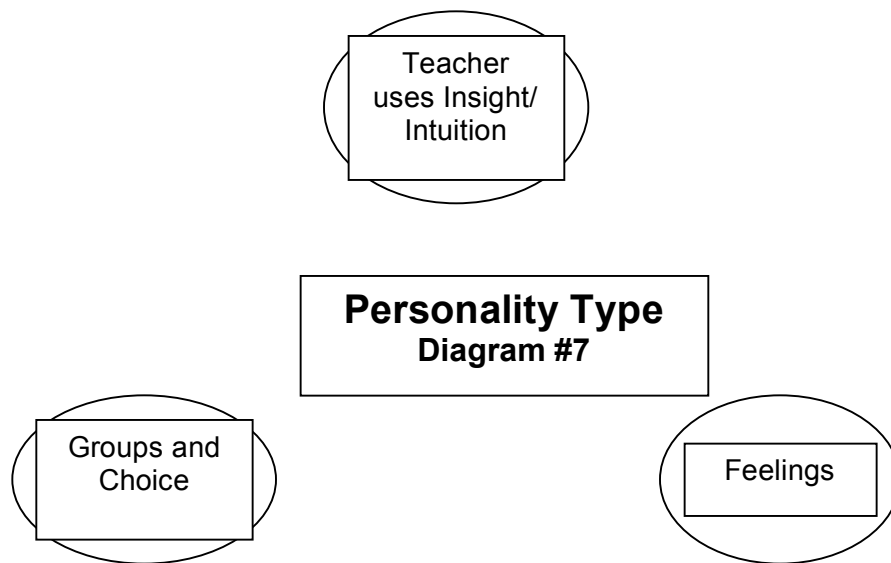 Teacher
uses Insight/
Intuition
Personality Type
Diagram #7
Groups and
Choice
Feelings